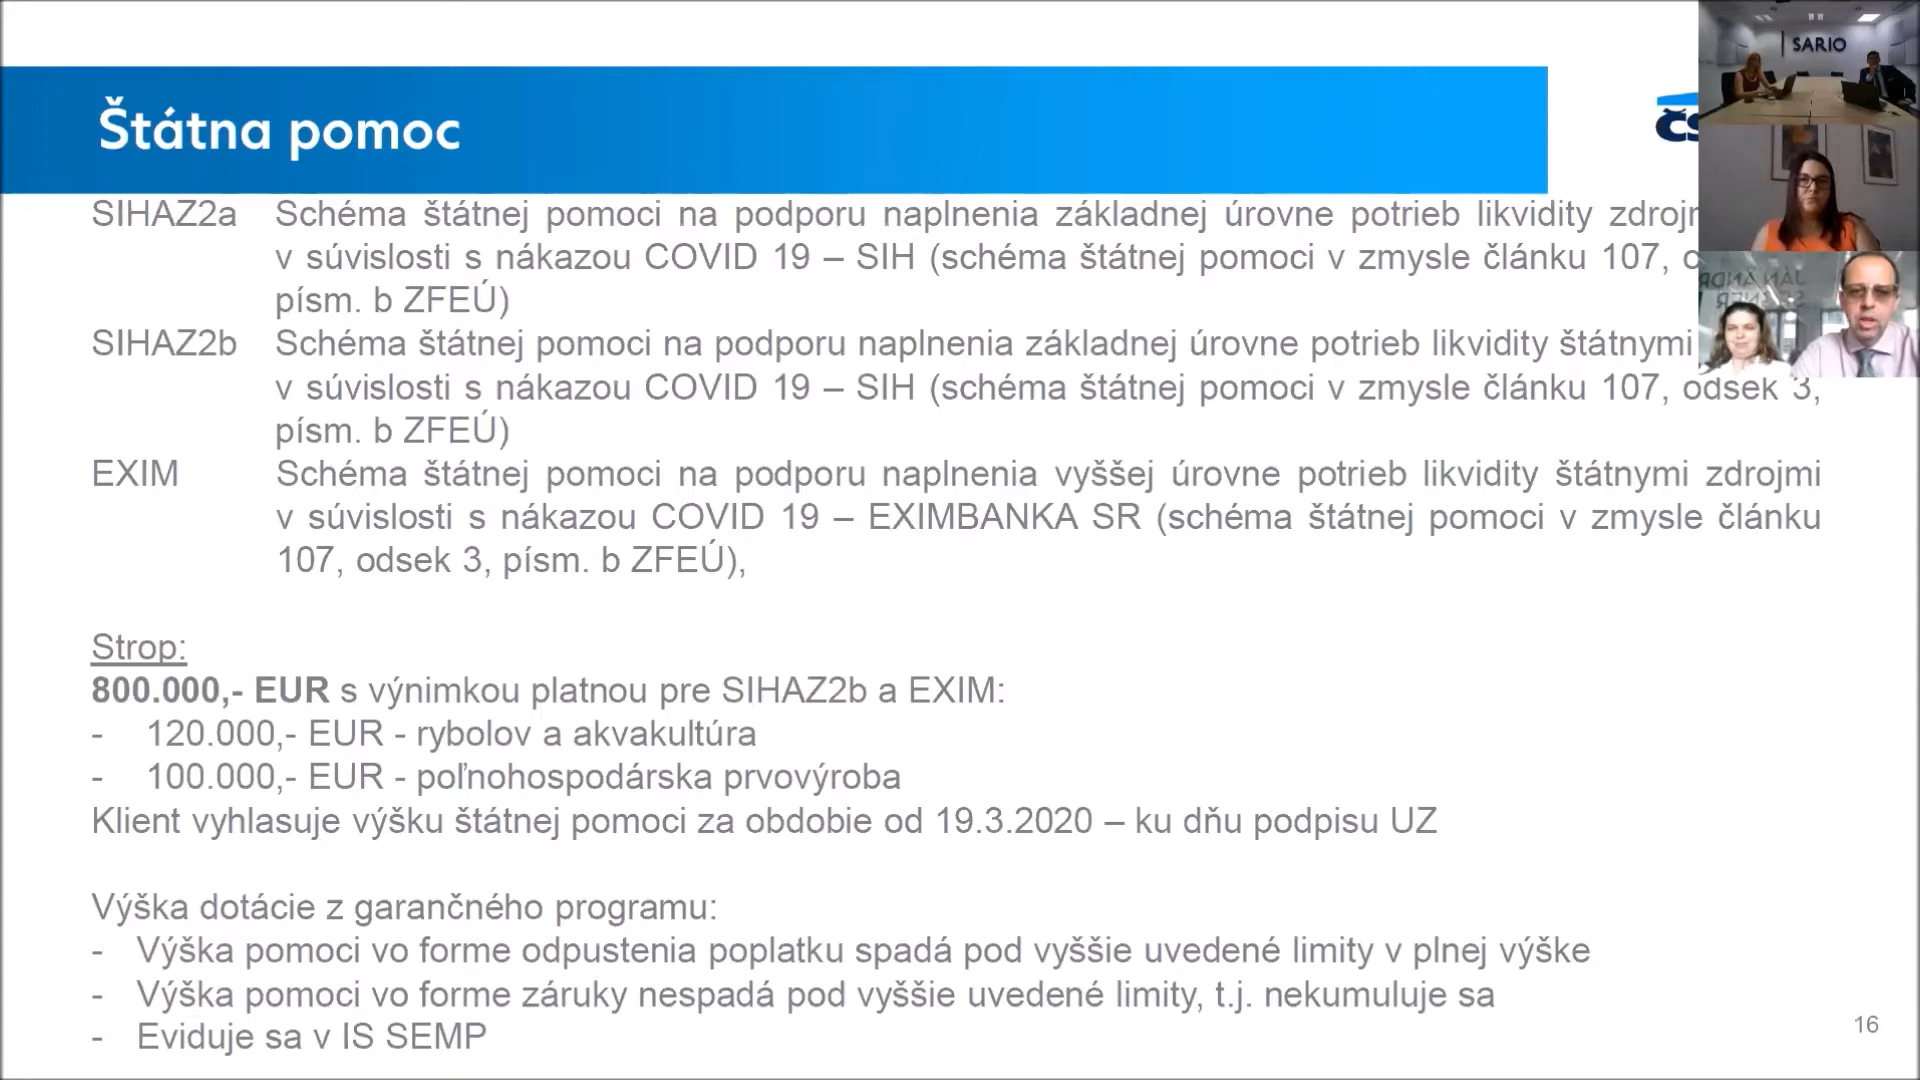 SARIO
Štátna pomoc
SIHAZ2a Schéma štátnej pomoci na podporu naplnenia základnej úrovne potrieb likvidity
v súvislosti s nákazou COVID 19 – SIH (schéma štátnej pomoci v zmysle článku 107,
písm. b ZFEÚ)
SIHAZ2b Schéma štátnej pomoci na podporu naplnenia základnej úrovne potrieb likvidity štátnymi
v súvislosti s nákazou COVID 19 – SIH (schéma štátnej pomoci v zmysle článku 107, odsek 3,
písm. b ZFEÚ)
EXIM Schéma štátnej pomoci na podporu naplnenia vyššej úrovne potrieb likvidity štátnymi zdrojmi
v súvislosti s nákazou COVID 19 – EXIMBANKA SR (schéma štátnej pomoci v zmysle článku
107, odsek 3, písm. b ZFEÚ),
Strop:
800.000,- EUR s výnimkou platnou pre SIHAZ2b a EXIM:
- 120.000,- EUR - rybolov a akvakultúra
- 100.000,- EUR - poľnohospodárska prvovýroba
Klient vyhlasuje výšku štátnej pomoci za obdobie od 19.3.2020 – ku dňu podpisu UZ
Výška dotácie z garančného programu:
- Výška pomoci vo forme odpustenia poplatku spadá pod vyššie uvedené limity v plnej výške
- Výška pomoci vo forme záruky nespadá pod vyššie uvedené limity, t.j. nekumuluje sa
- Eviduje sa v IS SEMP
16